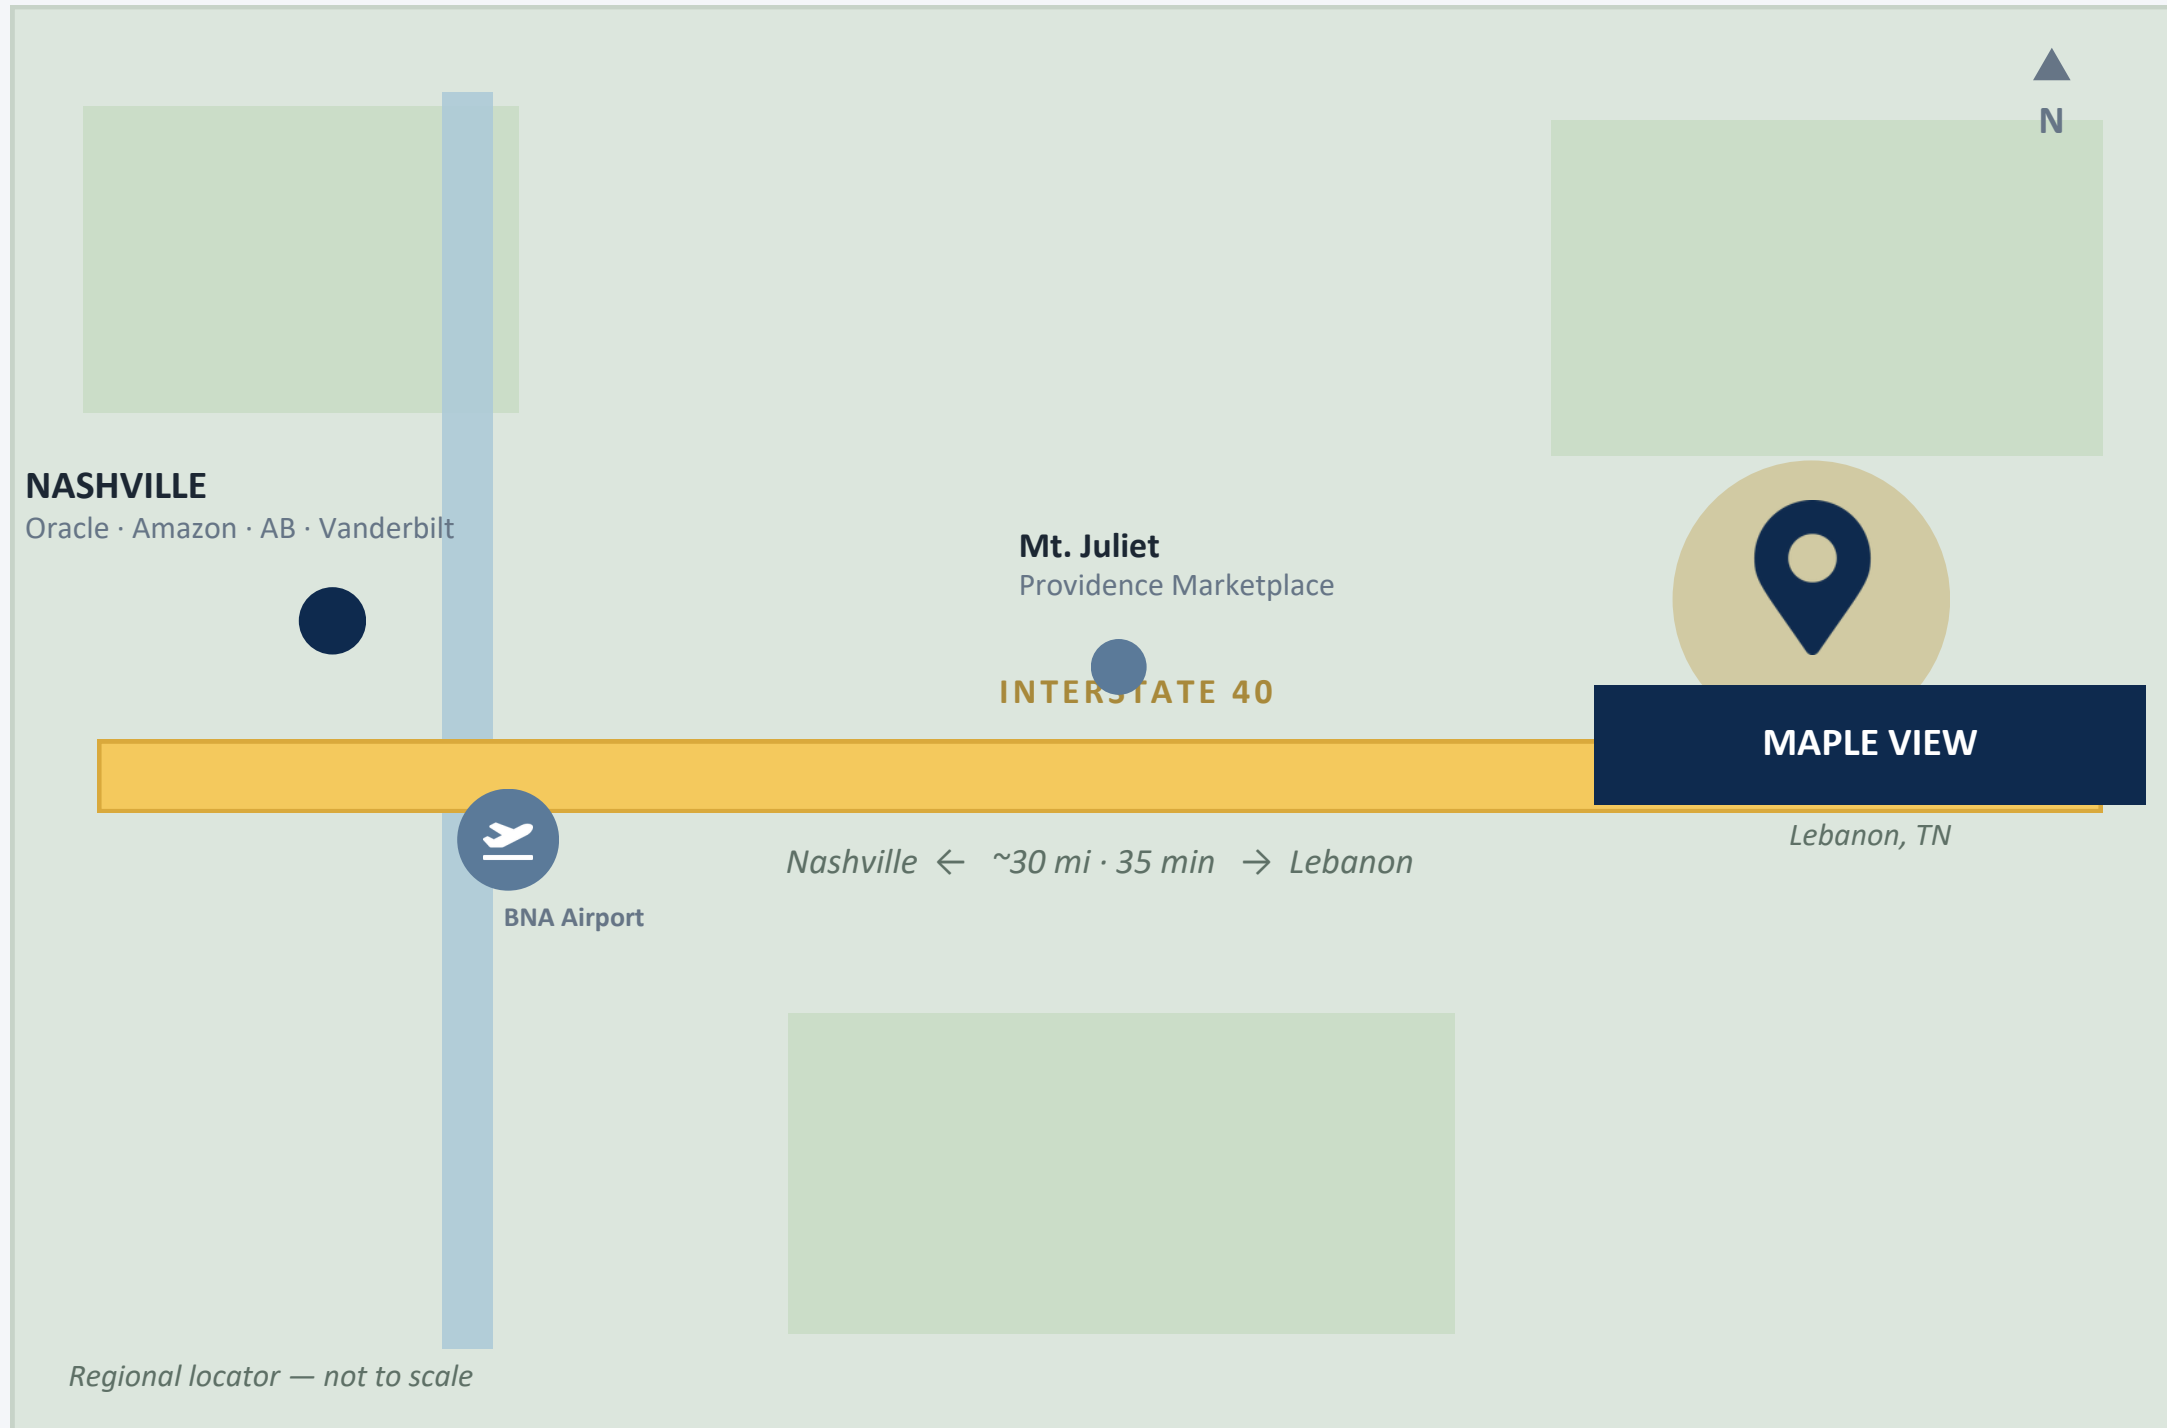 N
NASHVILLE
Oracle · Amazon · AB · Vanderbilt
Mt. Juliet
Providence Marketplace
INTERSTATE 40
MAPLE VIEW
Lebanon, TN
Nashville ← ~30 mi · 35 min → Lebanon
BNA Airport
Regional locator — not to scale